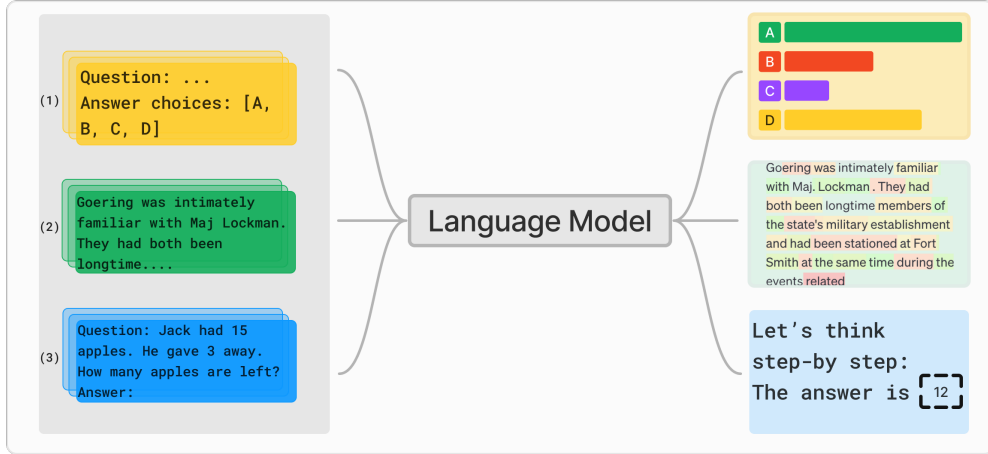 (1)
Question: ...
Answer choices: [A,
B, C, D]
(2)
Goering was intimately
familiar with Maj Lockman.
They had both been
longtime....
(3)
Question: Jack had 15
apples. He gave 3 away.
How many apples are left?
Answer:
Language Model
A
B
C
D
Goering was intimately familiar
with Maj. Lockman . They had
both been longtime members of
the state's military establishment
and had been stationed at Fort
Smith at the same time during the
events related
Let's think
step-by step:
The answer is 12